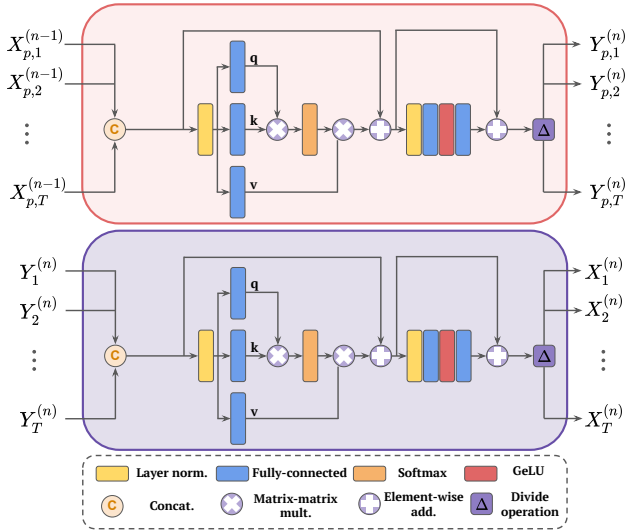 X_{p,1}^{(n-1)} Y_{p,1}^{(n)}
X_{p,2}^{(n-1)} q Y_{p,2}^{(n)}
⋮ C k Δ ⋮
X_{p,T}^{(n-1)} v Y_{p,T}^{(n)}
Y_1^{(n)} X_1^{(n)}
Y_2^{(n)} q X_2^{(n)}
⋮ C k Δ ⋮
Y_T^{(n)} v X_T^{(n)}
Layer norm. Fully-connected Softmax GeLU
C Concat. Matrix-matrix mult. Element-wise add. Δ Divide operation